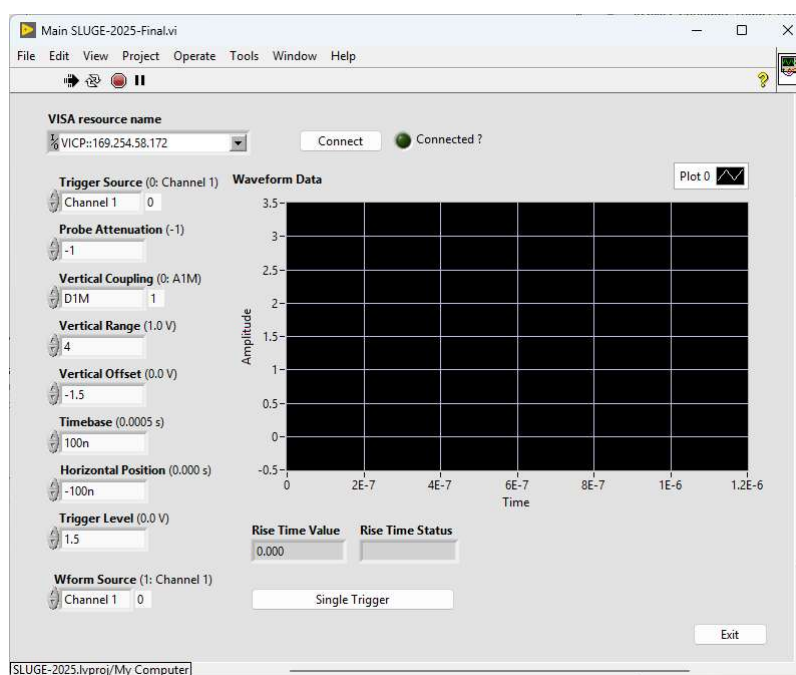 Main SLUGE-2025-Final.vi
File Edit View Project Operate Tools Window Help
VISA resource name
VICP::169.254.58.172
Connect
Connected ?
Trigger Source (0: Channel 1)
Channel 1 0
Probe Attenuation (-1)
-1
Vertical Coupling (0: A1M)
D1M 1
Vertical Range (1.0 V)
4
Vertical Offset (0.0 V)
-1.5
Timebase (0.0005 s)
100n
Horizontal Position (0.000 s)
-100n
Trigger Level (0.0 V)
1.5
Wform Source (1: Channel 1)
Channel 1 0
Waveform Data
Plot 0
Amplitude
3.5
3
2.5
2
1.5
1
0.5
0
-0.5
0 2E-7 4E-7 6E-7 8E-7 1E-6 1.2E-6
Time
Rise Time Value Rise Time Status
0.000
Single Trigger
Exit
SLUGE-2025.lvproj/My Computer